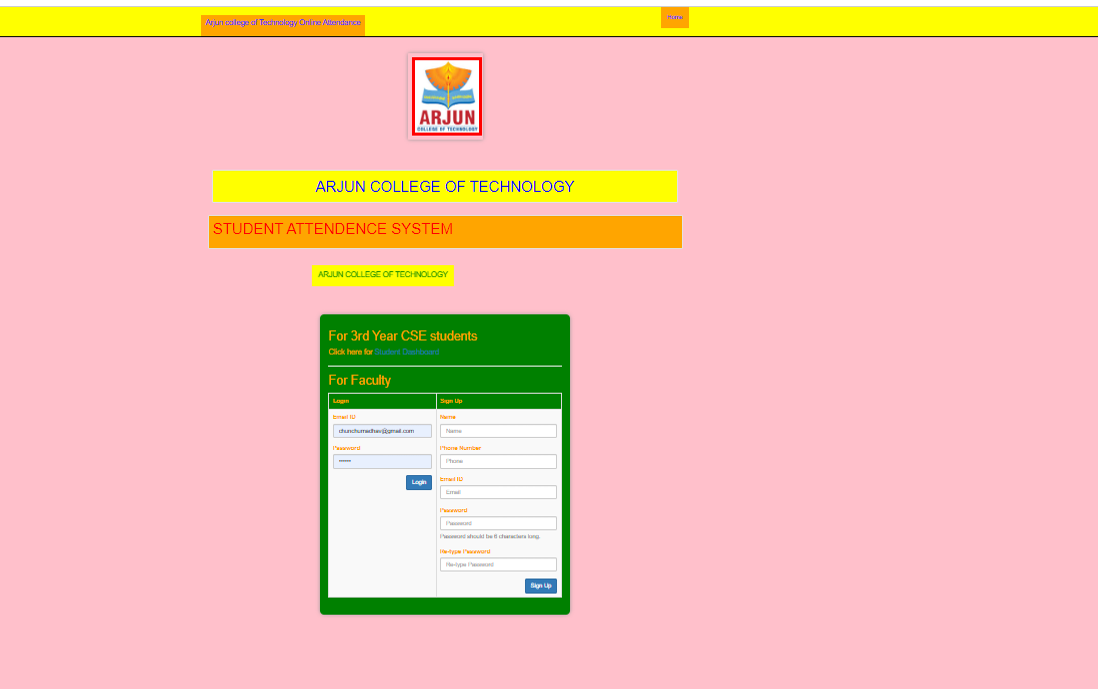 Arjun college of Technology Online Attendance
Home
ARJUN
COLLEGE OF TECHNOLOGY
ARJUN COLLEGE OF TECHNOLOGY
STUDENT ATTENDENCE SYSTEM
ARJUN COLLEGE OF TECHNOLOGY
For 3rd Year CSE students
Click here for Student Dashboard
For Faculty
Login
Sign Up
Email ID
chunchumadhav@gmail.com
Password
••••••
Login
Name
Name
Phone Number
Phone
Email ID
Email
Password
Password
Password should be 6 characters long.
Re-type Password
Re-type Password
Sign Up